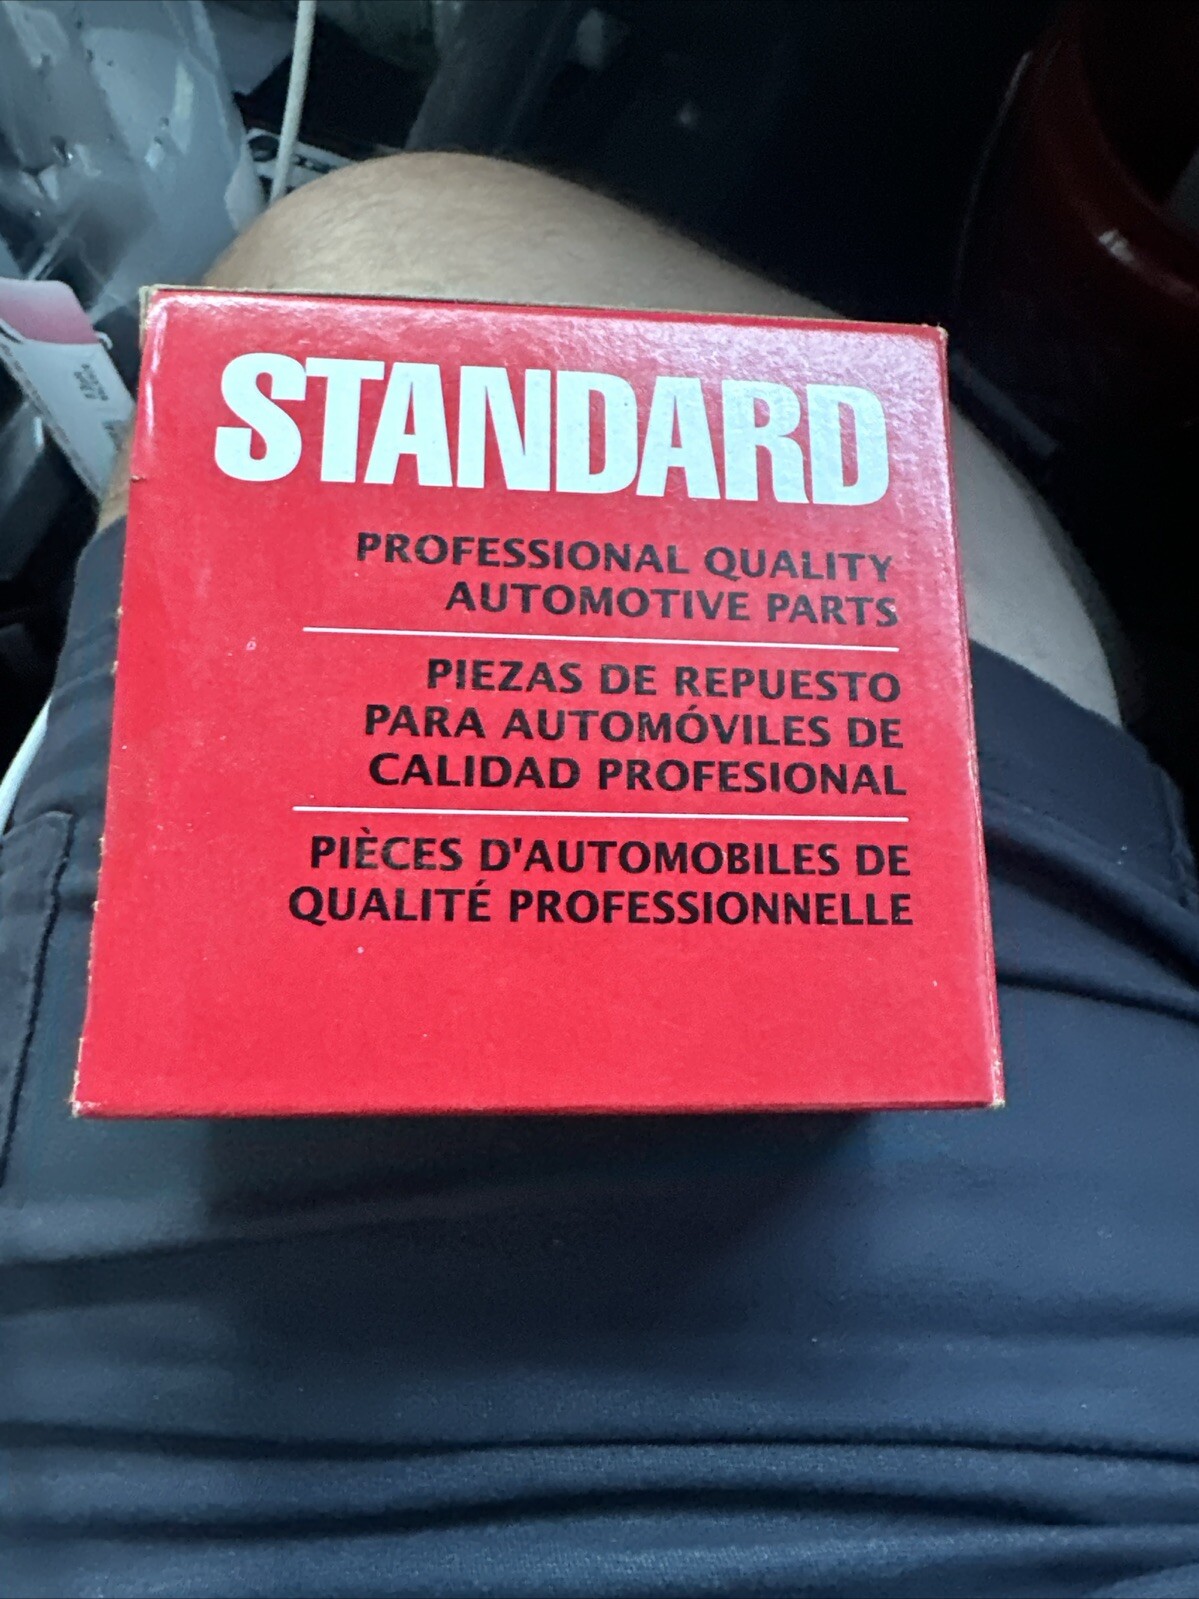 STANDARD
PROFESSIONAL QUALITY
AUTOMOTIVE PARTS
PIEZAS DE REPUESTO
PARA AUTOMÓVILES DE
CALIDAD PROFESIONAL
PIÈCES D'AUTOMOBILES DE
QUALITÉ PROFESSIONNELLE